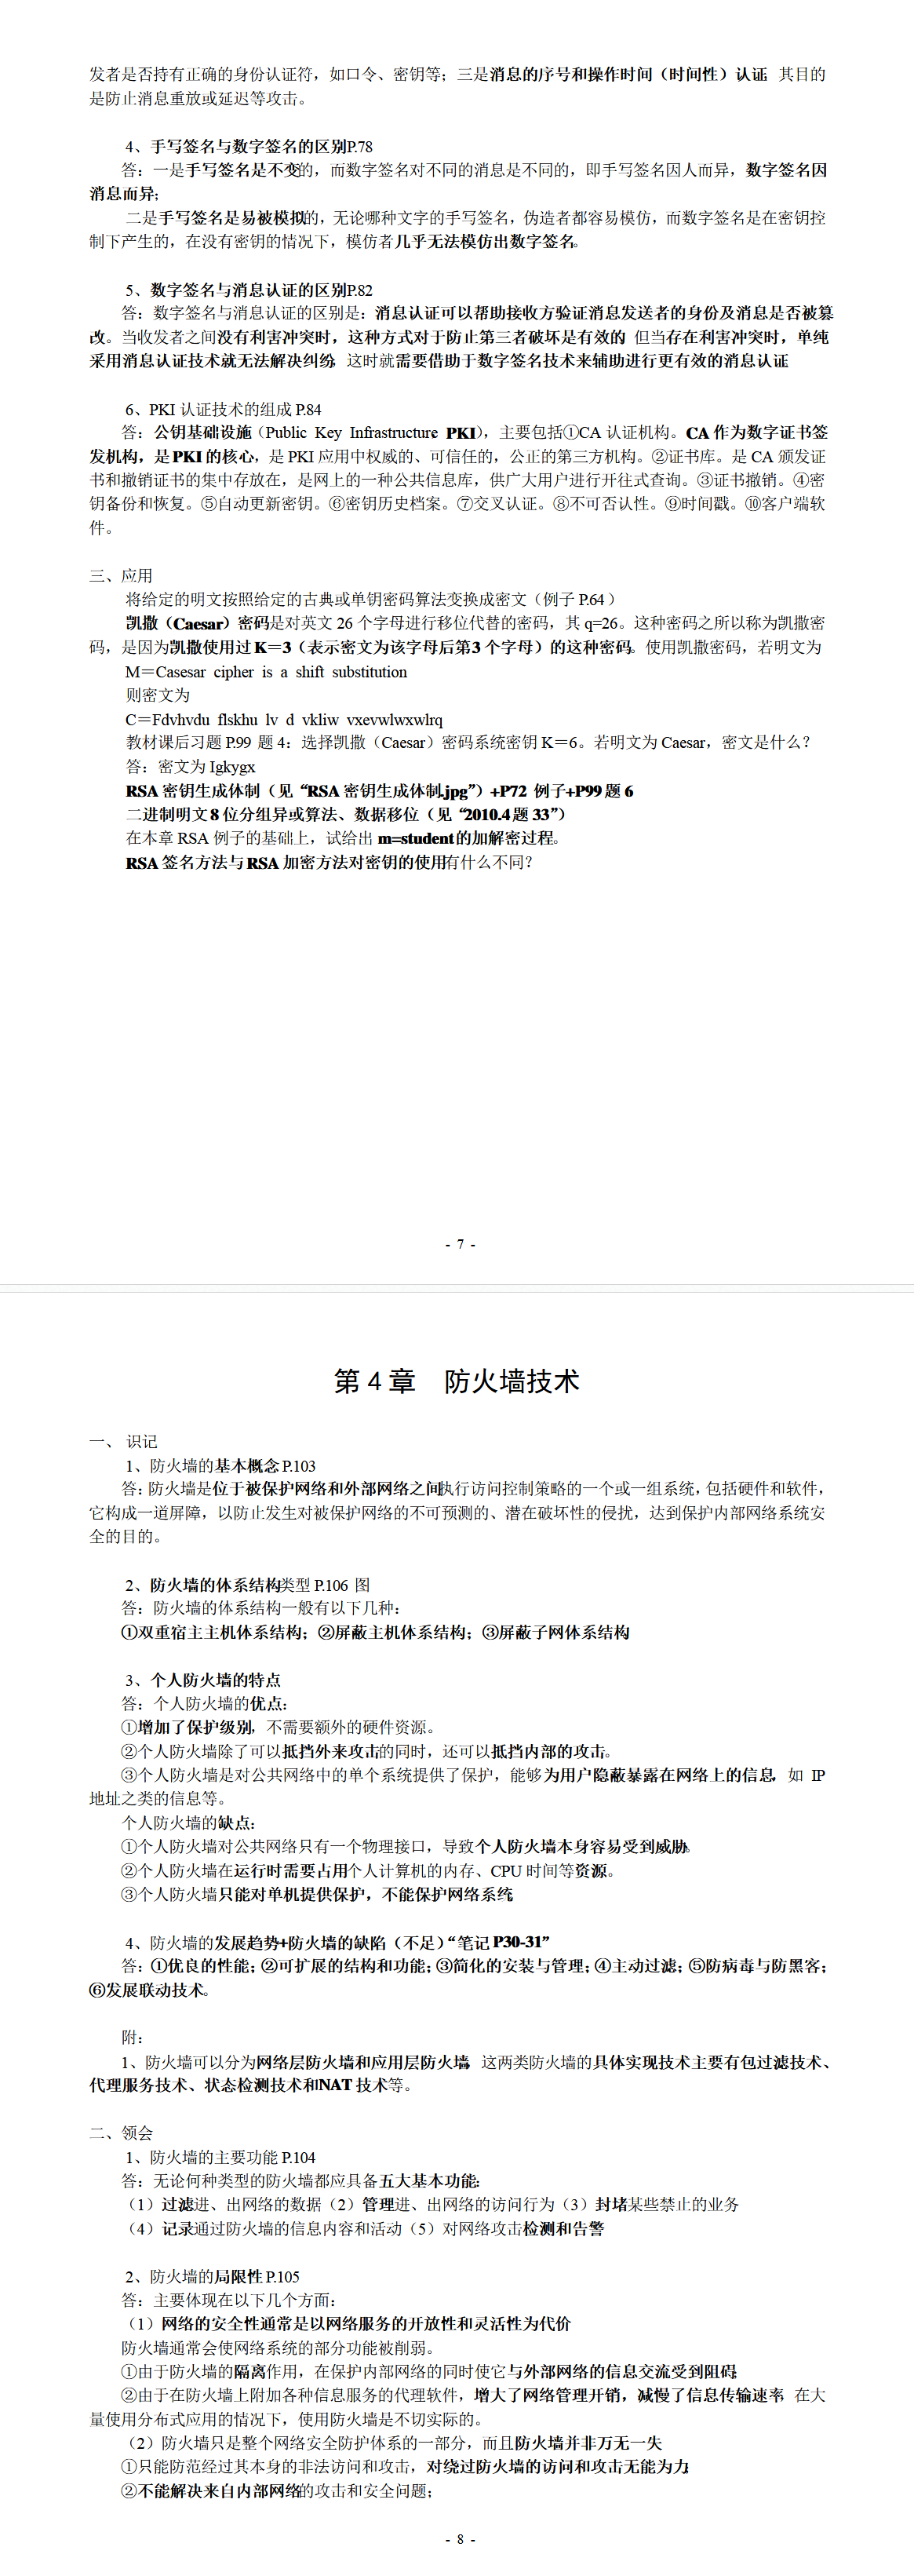 发者是否持有正确的身份认证符，如口令、密钥等；三是消息的序号和操作时间（时间性）认证 其目的
是防止消息重放或延迟等攻击。
4、手写签名与数字签名的区别P.78
答：一是手写签名是不变的，而数字签名对不同的消息是不同的，即手写签名因人而异，数字签名因
消息而异；
二是手写签名是易被模拟的，无论哪种文字的手写签名，伪造者都容易模仿，而数字签名是在密钥控
制下产生的，在没有密钥的情况下，模仿者几乎无法模仿出数字签名。
5、数字签名与消息认证的区别P.82
答：数字签名与消息认证的区别是：消息认证可以帮助接收方验证消息发送者的身份及消息是否被篡
改。当收发者之间没有利害冲突时，这种方式对于防止第三者破坏是有效的 但当存在利害冲突时，单纯
采用消息认证技术就无法解决纠纷 这时就需要借助于数字签名技术来辅助进行更有效的消息认证
6、PKI 认证技术的组成 P.84
答：公钥基础设施（Public Key Infrastructure PKI），主要包括①CA 认证机构。CA 作为数字证书签
发机构，是 PKI 的核心，是 PKI 应用中权威的、可信任的，公正的第三方机构。②证书库。是 CA 颁发证
书和撤销证书的集中存放在，是网上的一种公共信息库，供广大用户进行开往式查询。③证书撤销。④密
钥备份和恢复。⑤自动更新密钥。⑥密钥历史档案。⑦交叉认证。⑧不可否认性。⑨时间戳。⑩客户端软
件。
三、应用
将给定的明文按照给定的古典或单钥密码算法变换成密文（例子 P.64 ）
凯撒（Caesar）密码是对英文 26 个字母进行移位代替的密码，其 q=26。这种密码之所以称为凯撒密
码，是因为凯撒使用过 K＝3（表示密文为该字母后第3 个字母）的这种密码。使用凯撒密码，若明文为
M＝Casesar cipher is a shift substitution
则密文为
C＝Fdvhvdu flskhu lv d vkliw vxevwlwxwlrq
教材课后习题 P.99 题 4：选择凯撒（Caesar）密码系统密钥 K＝6。若明文为 Caesar，密文是什么？
答：密文为 Igkygx
RSA 密钥生成体制（见“RSA 密钥生成体制.jpg”）+P72 例子+P99 题 6
二进制明文 8 位分组异或算法、数据移位（见“2010.4 题 33”）
在本章 RSA 例子的基础上，试给出 m=student 的加解密过程。
RSA 签名方法与 RSA 加密方法对密钥的使用有什么不同？
- 7 -
第 4 章　防火墙技术
一、 识记
1、防火墙的基本概念 P.103
答：防火墙是位于被保护网络和外部网络之间执行访问控制策略的一个或一组系统，包括硬件和软件，
它构成一道屏障，以防止发生对被保护网络的不可预测的、潜在破坏性的侵扰，达到保护内部网络系统安
全的目的。
2、防火墙的体系结构类型 P.106 图
答：防火墙的体系结构一般有以下几种：
①双重宿主主机体系结构；②屏蔽主机体系结构；③屏蔽子网体系结构
3、个人防火墙的特点
答：个人防火墙的优点：
①增加了保护级别，不需要额外的硬件资源。
②个人防火墙除了可以抵挡外来攻击的同时，还可以抵挡内部的攻击。
③个人防火墙是对公共网络中的单个系统提供了保护，能够为用户隐蔽暴露在网络上的信息 如 IP
地址之类的信息等。
个人防火墙的缺点：
①个人防火墙对公共网络只有一个物理接口，导致个人防火墙本身容易受到威胁。
②个人防火墙在运行时需要占用个人计算机的内存、CPU 时间等资源。
③个人防火墙只能对单机提供保护，不能保护网络系统
4、防火墙的发展趋势+防火墙的缺陷（不足）“笔记 P30-31”
答：①优良的性能；②可扩展的结构和功能；③简化的安装与管理；④主动过滤；⑤防病毒与防黑客；
⑥发展联动技术。
附：
1、防火墙可以分为网络层防火墙和应用层防火墙 这两类防火墙的具体实现技术主要有包过滤技术、
代理服务技术、状态检测技术和NAT 技术等。
二、领会
1、防火墙的主要功能 P.104
答：无论何种类型的防火墙都应具备五大基本功能：
（1）过滤进、出网络的数据（2）管理进、出网络的访问行为（3）封堵某些禁止的业务
（4）记录通过防火墙的信息内容和活动（5）对网络攻击检测和告警
2、防火墙的局限性 P.105
答：主要体现在以下几个方面：
（1）网络的安全性通常是以网络服务的开放性和灵活性为代价
防火墙通常会使网络系统的部分功能被削弱。
①由于防火墙的隔离作用，在保护内部网络的同时使它与外部网络的信息交流受到阻碍
②由于在防火墙上附加各种信息服务的代理软件，增大了网络管理开销，减慢了信息传输速率 在大
量使用分布式应用的情况下，使用防火墙是不切实际的。
（2）防火墙只是整个网络安全防护体系的一部分，而且防火墙并非万无一失
①只能防范经过其本身的非法访问和攻击，对绕过防火墙的访问和攻击无能为力
②不能解决来自内部网络的攻击和安全问题；
- 8 -